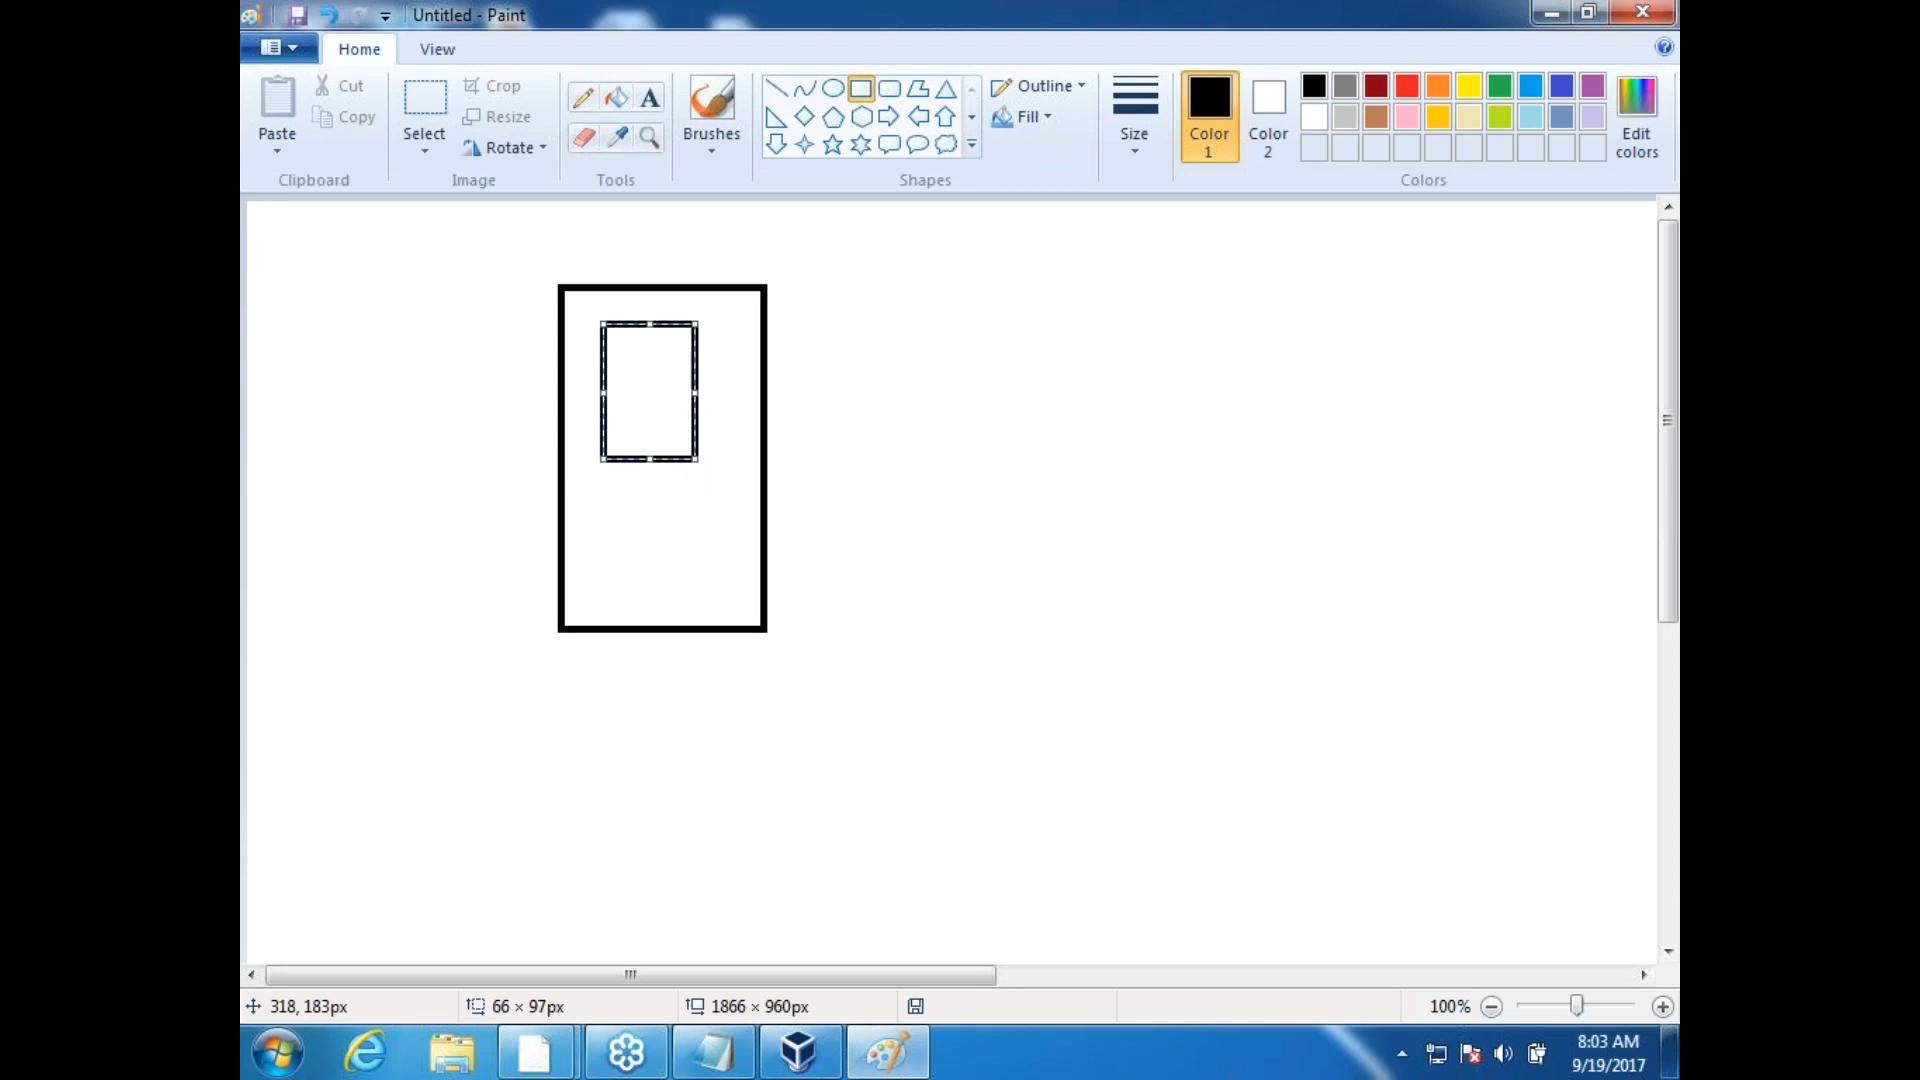 Untitled - Paint
Home View
Paste
Cut
Copy
Clipboard
Select
Crop
Resize
Rotate
Image
A
Tools
Brushes
Shapes
Outline
Fill
Size
Color 1
Color 2
Edit colors
Colors
318, 183px
66 × 97px
1866 × 960px
100%
8:03 AM
9/19/2017